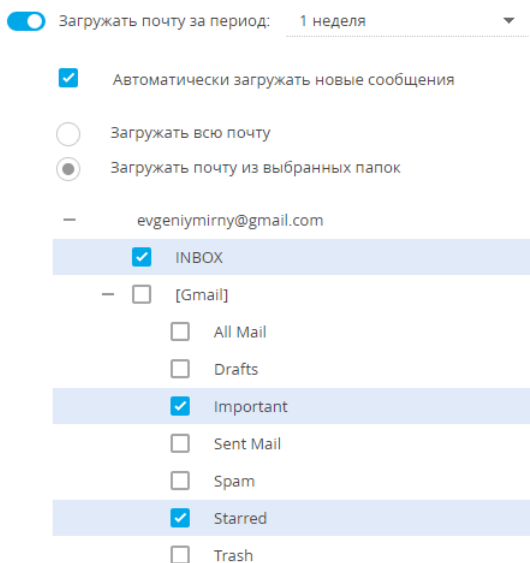 Загружать почту за период: 1 неделя
Автоматически загружать новые сообщения
Загружать всю почту
Загружать почту из выбранных папок
evgeniymirny@gmail.com
INBOX
[Gmail]
All Mail
Drafts
Important
Sent Mail
Spam
Starred
Trash